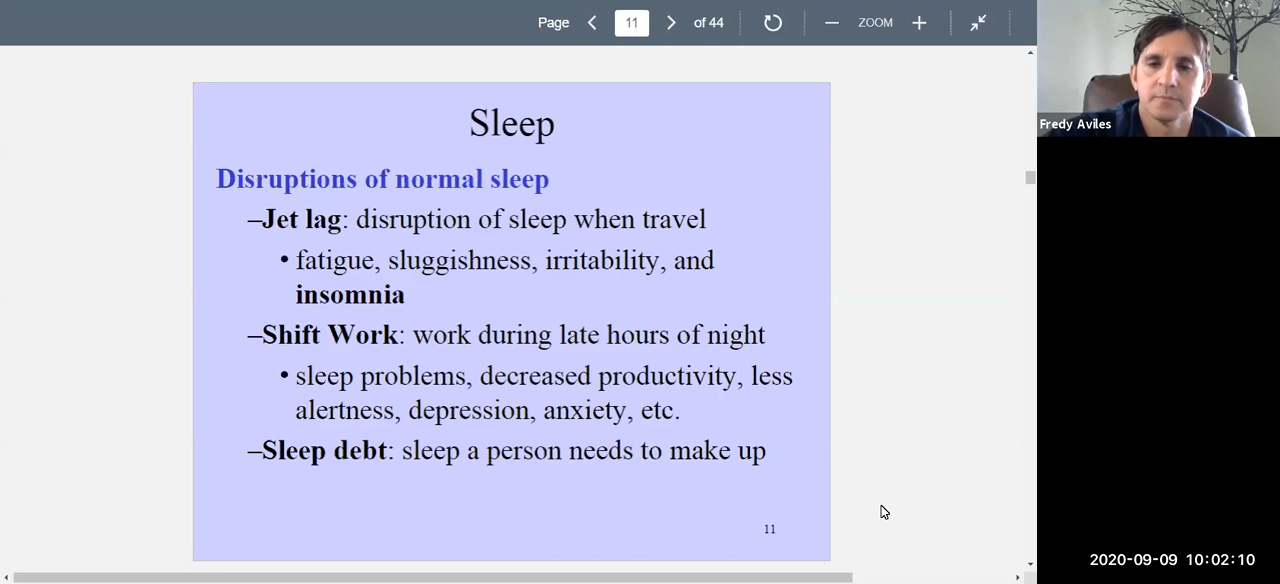 Page 11 of 44 ZOOM
Fredy Aviles
Sleep
Disruptions of normal sleep
–Jet lag: disruption of sleep when travel
• fatigue, sluggishness, irritability, and
insomnia
–Shift Work: work during late hours of night
• sleep problems, decreased productivity, less
alertness, depression, anxiety, etc.
–Sleep debt: sleep a person needs to make up
11
2020-09-09 10:02:10